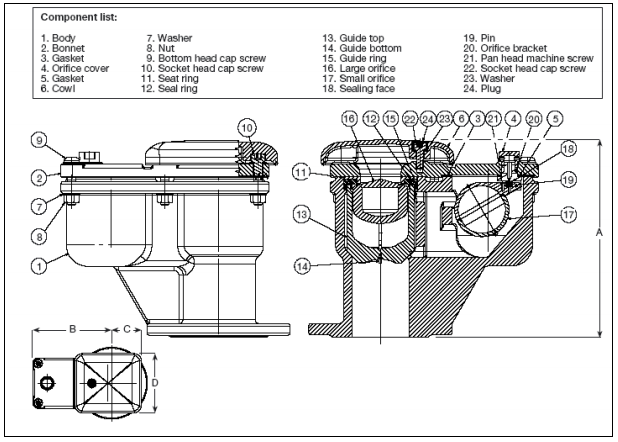 Component list:
1. Body
2. Bonnet
3. Gasket
4. Orifice cover
5. Gasket
6. Cowl
7. Washer
8. Nut
9. Bottom head cap screw
10. Socket head cap screw
11. Seat ring
12. Seal ring
13. Guide top
14. Guide bottom
15. Guide ring
16. Large orifice
17. Small orifice
18. Sealing face
19. Pin
20. Orifice bracket
21. Pan head machine screw
22. Socket head cap screw
23. Washer
24. Plug
9
10
2
7
8
1
16 12 15 22 24 23 6 3 21 4 20 5
18
11
19
17
13
14
A
B C
D